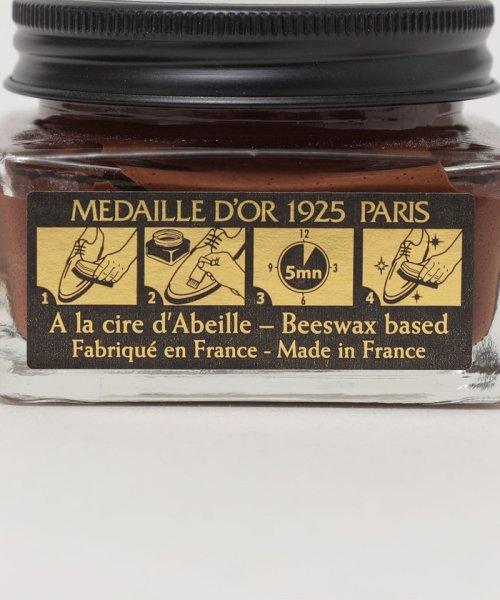 MEDAILLE D'OR 1925 PARIS
1 2 3 4
12
9 3
5mn
6
A la cire d'Abeille – Beeswax based
Fabriqué en France - Made in France